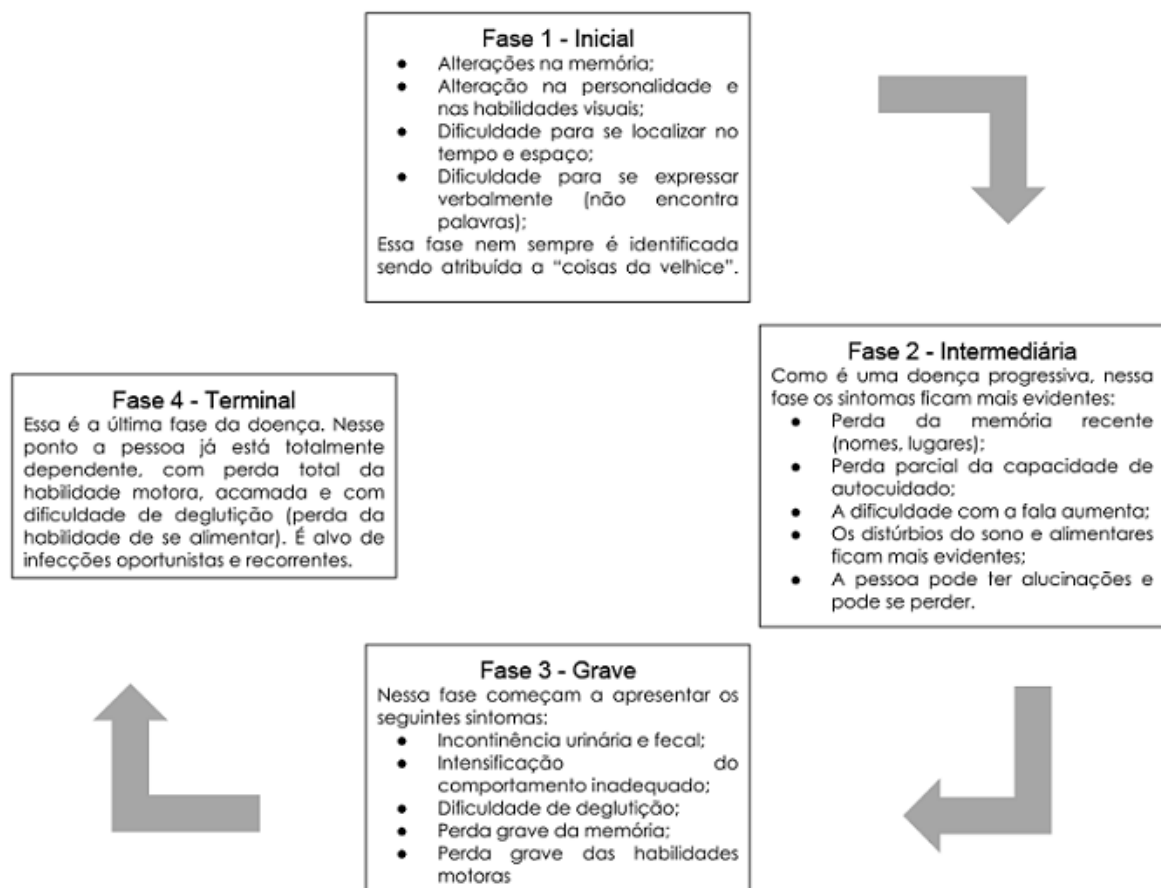 Fase 1 - Inicial
● Alterações na memória;
● Alteração na personalidade e
nas habilidades visuais;
● Dificuldade para se localizar no
tempo e espaço;
● Dificuldade para se expressar
verbalmente (não encontra
palavras);
Essa fase nem sempre é identificada
sendo atribuída a “coisas da velhice”.
Fase 2 - Intermediária
Como é uma doença progressiva, nessa
fase os sintomas ficam mais evidentes:
● Perda da memória recente
(nomes, lugares);
● Perda parcial da capacidade de
autocuidado;
● A dificuldade com a fala aumenta;
● Os distúrbios do sono e alimentares
ficam mais evidentes;
● A pessoa pode ter alucinações e
pode se perder.
Fase 3 - Grave
Nessa fase começam a apresentar os
seguintes sintomas:
● Incontinência urinária e fecal;
● Intensificação do
comportamento inadequado;
● Dificuldade de deglutição;
● Perda grave da memória;
● Perda grave das habilidades
motoras
Fase 4 - Terminal
Essa é a última fase da doença. Nesse
ponto a pessoa já está totalmente
dependente, com perda total da
habilidade motora, acamada e com
dificuldade de deglutição (perda da
habilidade de se alimentar). É alvo de
infecções oportunistas e recorrentes.